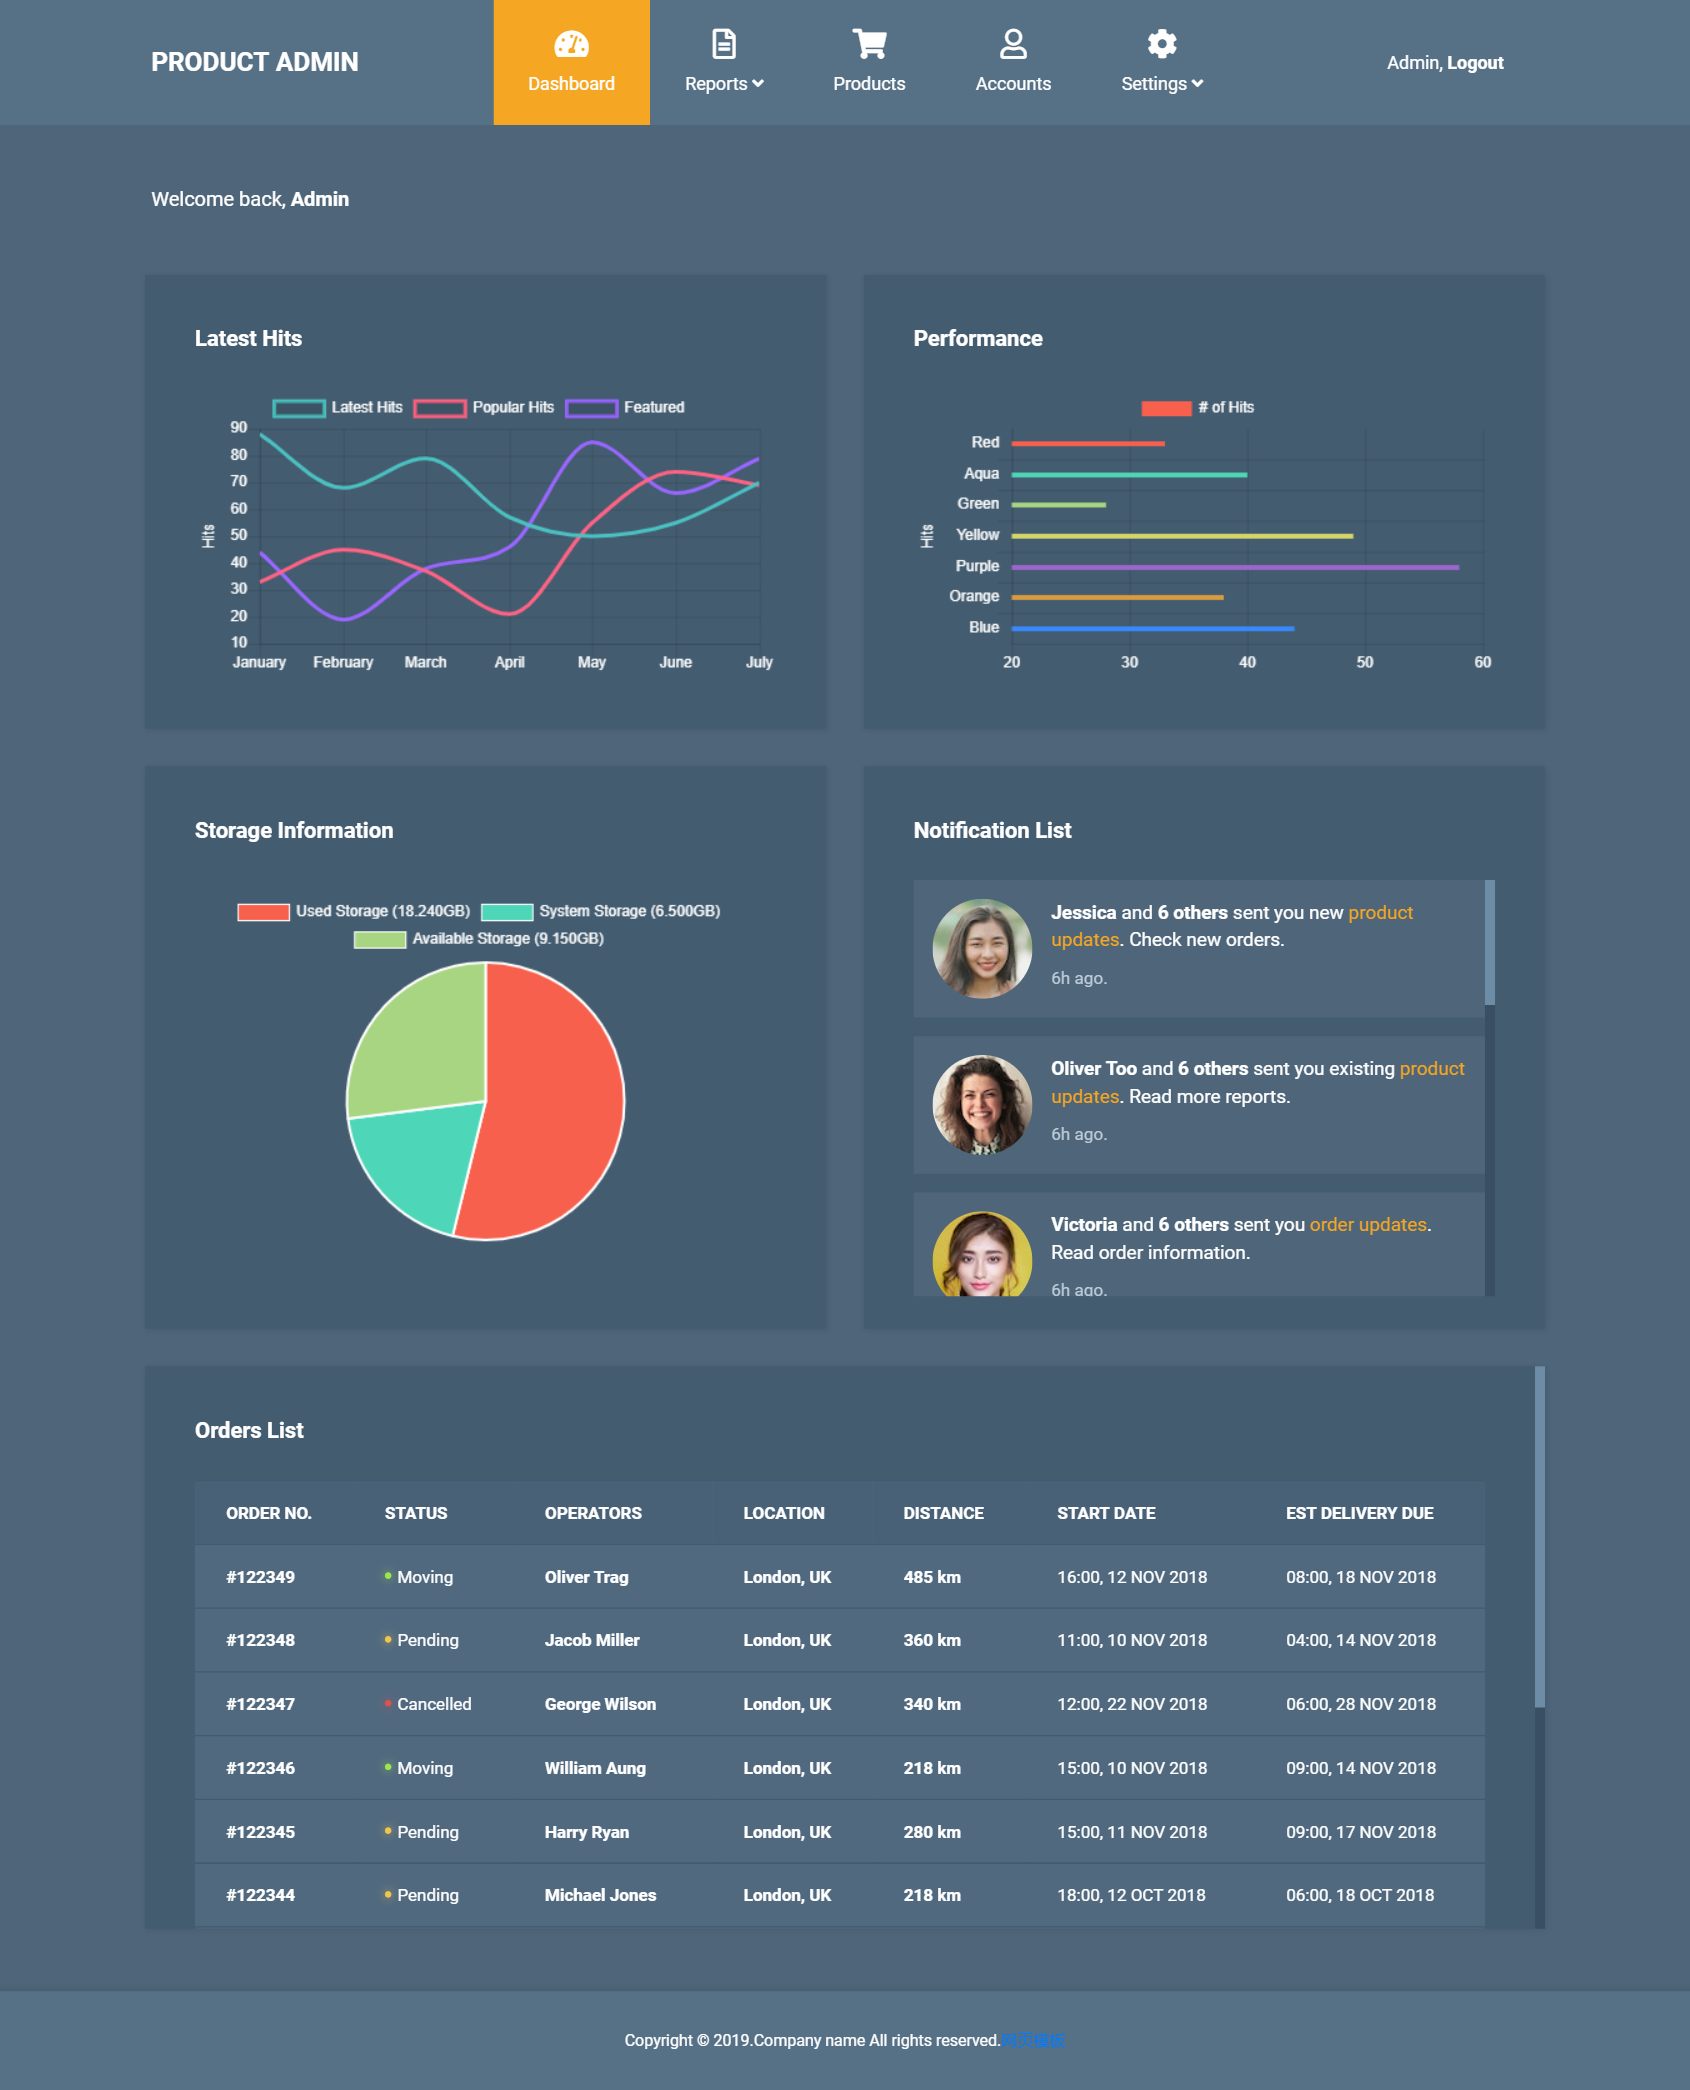 PRODUCT ADMIN
Dashboard
Reports
Products
Accounts
Settings
Admin, Logout
Welcome back, Admin
Latest Hits
Latest Hits Popular Hits Featured
90
80
70
60
50
40
30
20
10
Hits
January February March April May June July
Performance
# of Hits
Hits
Red
Aqua
Green
Yellow
Purple
Orange
Blue
20 30 40 50 60
Storage Information
Used Storage (18.240GB) System Storage (6.500GB)
Available Storage (9.150GB)
Notification List
Jessica and 6 others sent you new product
updates. Check new orders.
6h ago.
Oliver Too and 6 others sent you existing product
updates. Read more reports.
6h ago.
Victoria and 6 others sent you order updates.
Read order information.
6h ago.
Orders List
ORDER NO. STATUS OPERATORS LOCATION DISTANCE START DATE EST DELIVERY DUE
#122349 Moving Oliver Trag London, UK 485 km 16:00, 12 NOV 2018 08:00, 18 NOV 2018
#122348 Pending Jacob Miller London, UK 360 km 11:00, 10 NOV 2018 04:00, 14 NOV 2018
#122347 Cancelled George Wilson London, UK 340 km 12:00, 22 NOV 2018 06:00, 28 NOV 2018
#122346 Moving William Aung London, UK 218 km 15:00, 10 NOV 2018 09:00, 14 NOV 2018
#122345 Pending Harry Ryan London, UK 280 km 15:00, 11 NOV 2018 09:00, 17 NOV 2018
#122344 Pending Michael Jones London, UK 218 km 18:00, 12 OCT 2018 06:00, 18 OCT 2018
Copyright © 2019.Company name All rights reserved.网页模板